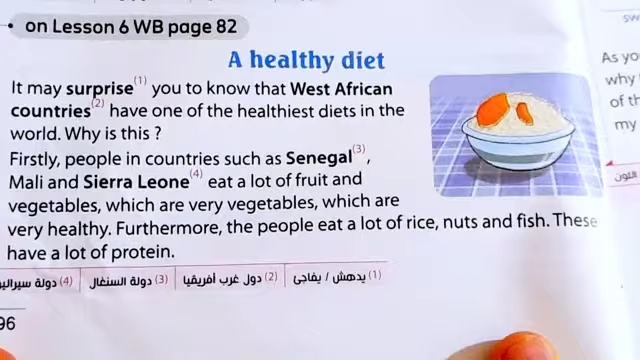 • on Lesson 6 WB page 82
A healthy diet
It may surprise(1) you to know that West African
countries(2) have one of the healthiest diets in the
world. Why is this ?
Firstly, people in countries such as Senegal(3),
Mali and Sierra Leone(4) eat a lot of fruit and
vegetables, which are very vegetables, which are
very healthy. Furthermore, the people eat a lot of rice, nuts and fish. These
have a lot of protein.
(1) يدهش / يفاجئ (2) دول غرب أفريقيا (3) دولة السنغال (4) دولة
96
As yo
why
of th
my
اللون